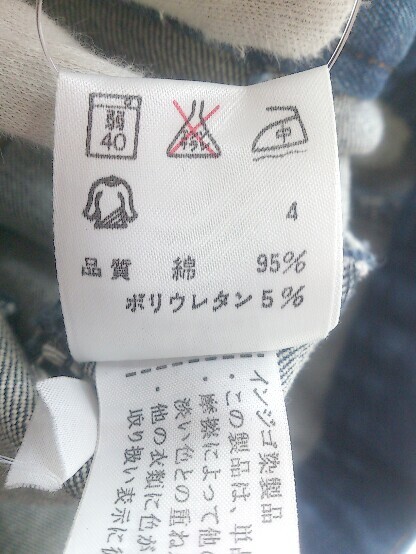 弱
40
中
4
品質 綿 95%
ポリウレタン 5%
インジゴ染製品
・この製品は、単
・摩擦によって他
淡い色との重ね
・他の衣類に色が
取り扱い表示に